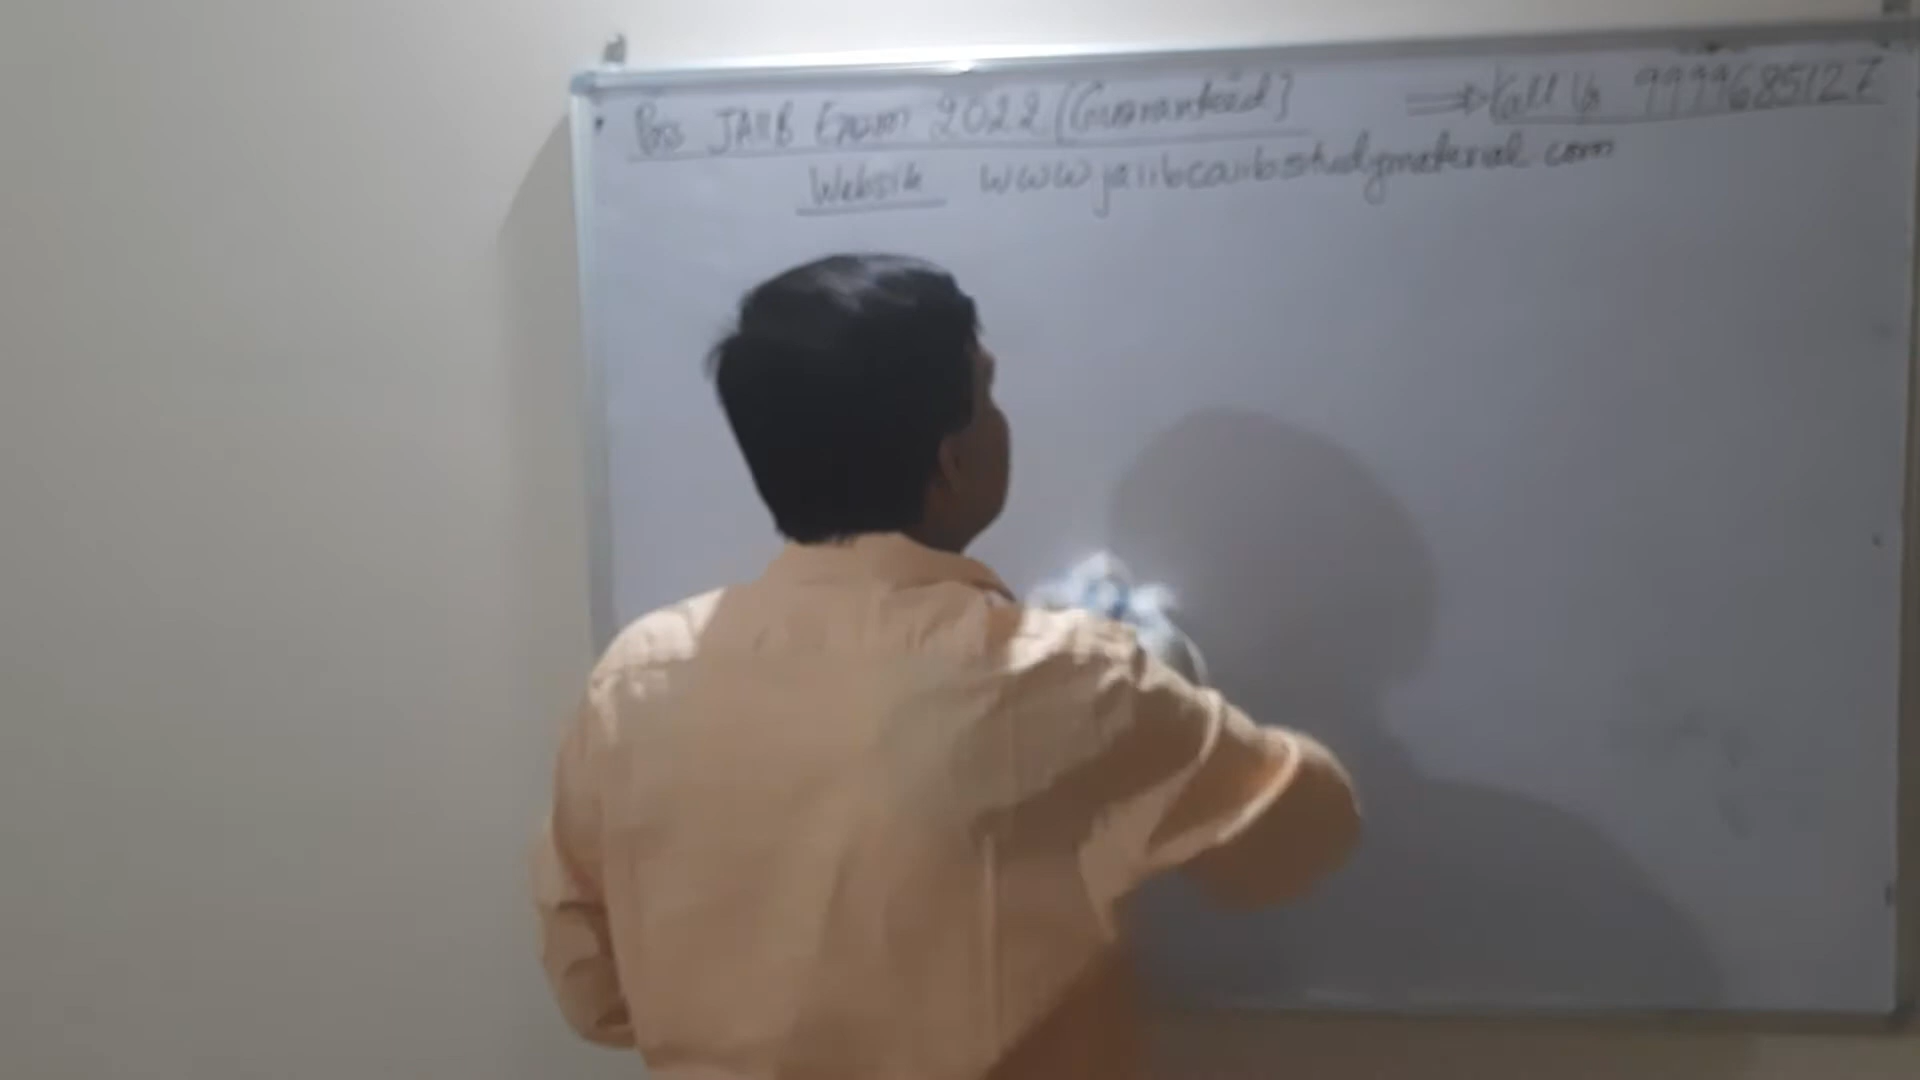 Pass JAIIB Exam 2022 (Guaranteed] ⇒ Call Us 9999685127
Website www.jaiibcaiibstudymaterial.com